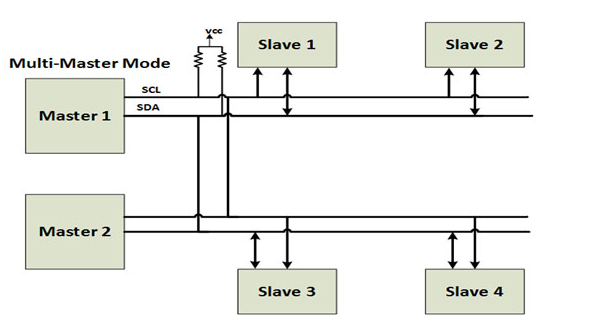 vcc
Slave 1
Slave 2
Multi-Master Mode
SCL
SDA
Master 1
Master 2
Slave 3
Slave 4